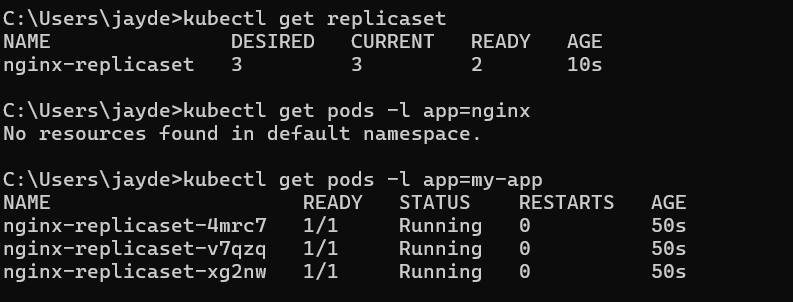 C:\Users\jayde>kubectl get replicaset
NAME               DESIRED   CURRENT   READY   AGE
nginx-replicaset   3         3         2       10s
C:\Users\jayde>kubectl get pods -l app=nginx
No resources found in default namespace.
C:\Users\jayde>kubectl get pods -l app=my-app
NAME                     READY   STATUS    RESTARTS   AGE
nginx-replicaset-4mrc7   1/1     Running   0          50s
nginx-replicaset-v7qzq   1/1     Running   0          50s
nginx-replicaset-xg2nw   1/1     Running   0          50s